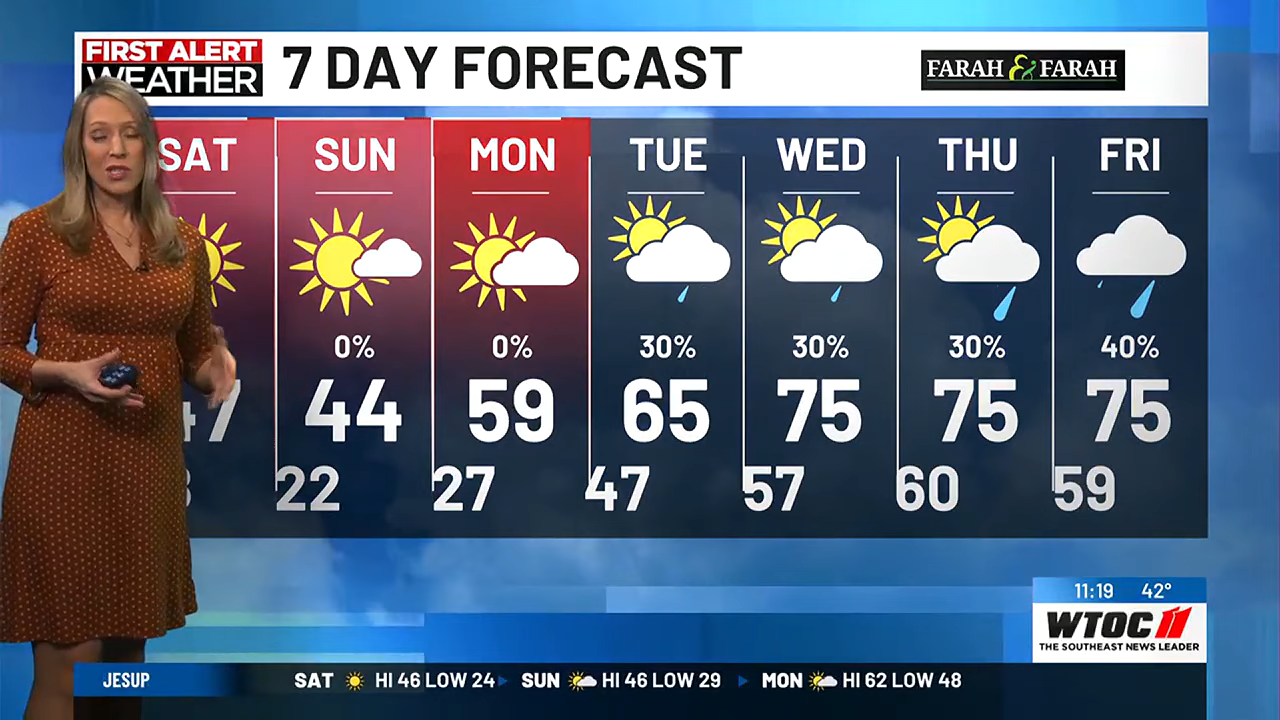 FIRST ALERT
WEATHER
7 DAY FORECAST
FARAH & FARAH
SAT SUN MON TUE WED THU FRI
0% 0% 30% 30% 30% 40%
47 44 59 65 75 75 75
22 27 47 57 60 59
11:19 42°
WTOC 11
THE SOUTHEAST NEWS LEADER
JESUP SAT HI 46 LOW 24 SUN HI 46 LOW 29 MON HI 62 LOW 48